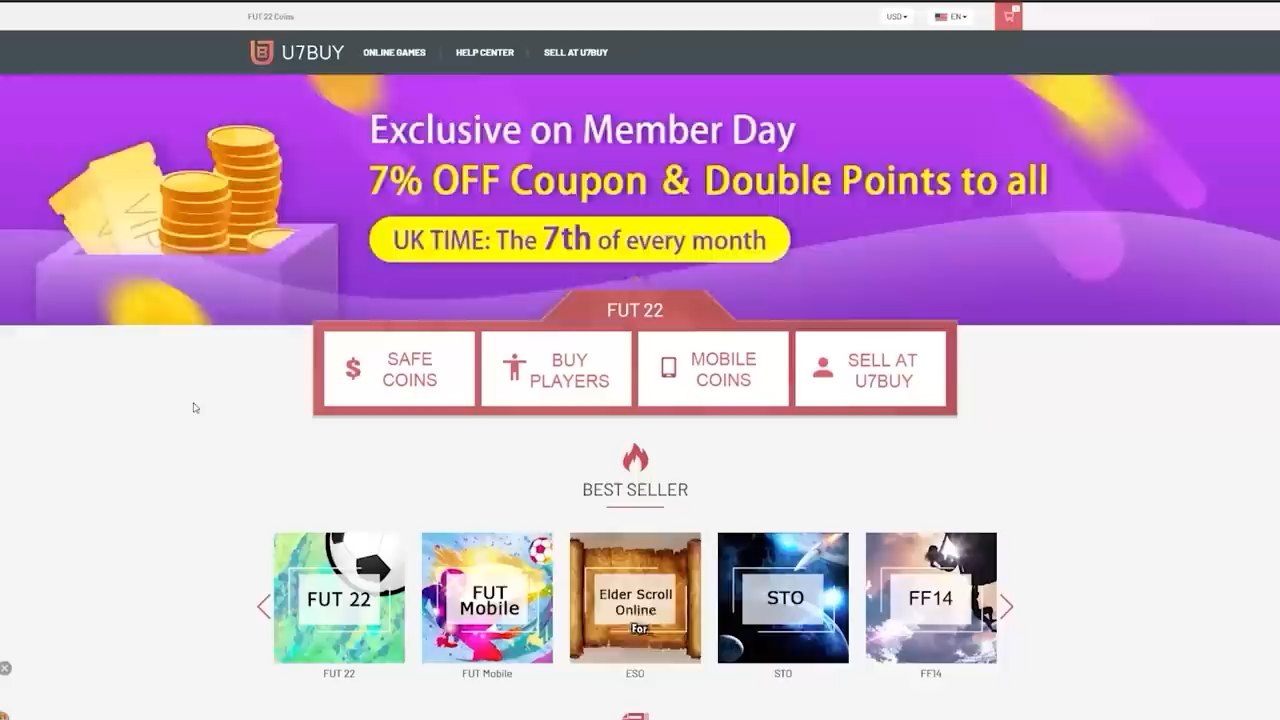 FUT 22 Coins
USD
EN
U7BUY
ONLINE GAMES
HELP CENTER
SELL AT U7BUY
Exclusive on Member Day
7% OFF Coupon & Double Points to all
UK TIME: The 7th of every month
FUT 22
SAFE
COINS
BUY
PLAYERS
MOBILE
COINS
SELL AT
U7BUY
BEST SELLER
FUT 22
FUT
Mobile
Elder Scroll
Online
For
STO
FF14
FUT 22
FUT Mobile
ESO
STO
FF14